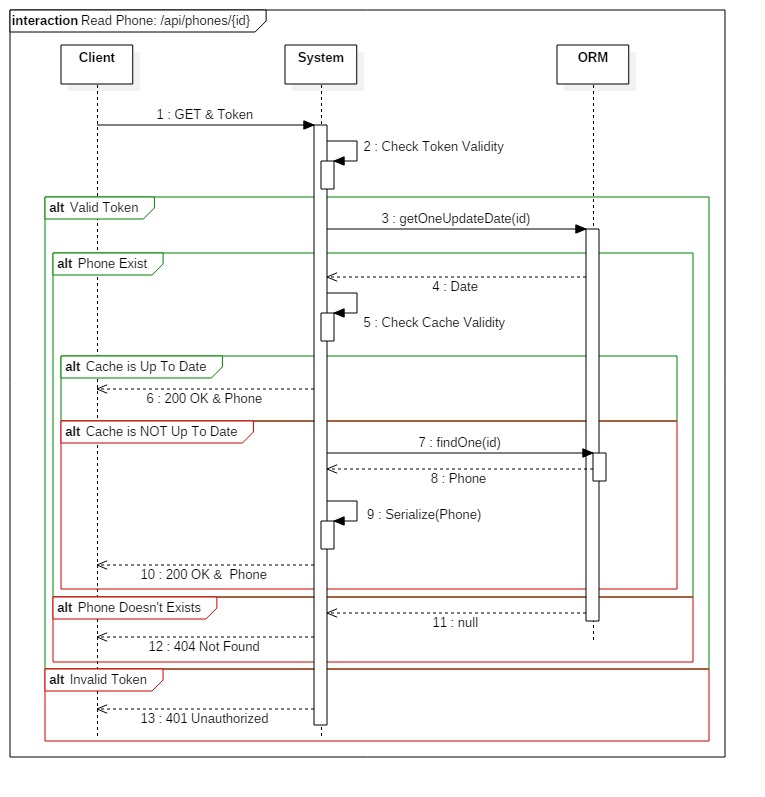 interaction Read Phone: /api/phones/{id}
Client
System
ORM
1 : GET & Token
2 : Check Token Validity
alt Valid Token
3 : getOneUpdateDate(id)
alt Phone Exist
4 : Date
5 : Check Cache Validity
alt Cache is Up To Date
6 : 200 OK & Phone
alt Cache is NOT Up To Date
7 : findOne(id)
8 : Phone
9 : Serialize(Phone)
10 : 200 OK & Phone
alt Phone Doesn't Exists
11 : null
12 : 404 Not Found
alt Invalid Token
13 : 401 Unauthorized